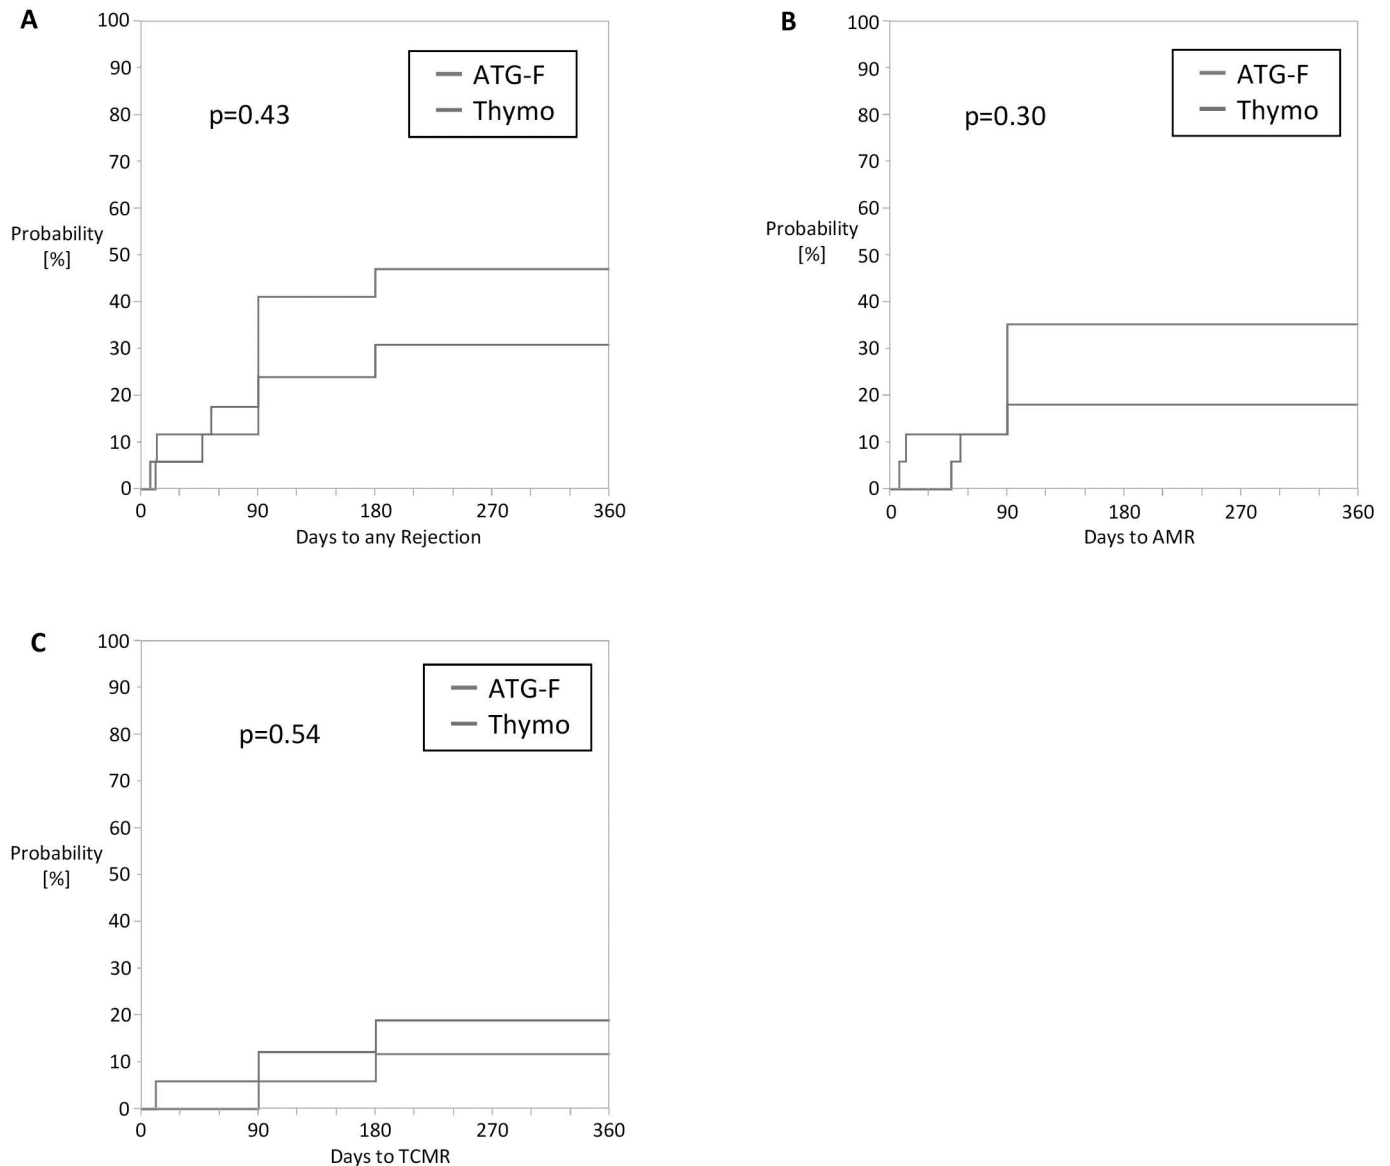 A
100
90
80
70
60
50
40
30
20
10
0
Probability
[%]
p=0.43
ATG-F
Thymo
0 90 180 270 360
Days to any Rejection
B
100
90
80
70
60
50
40
30
20
10
0
Probability
[%]
p=0.30
ATG-F
Thymo
0 90 180 270 360
Days to AMR
C
100
90
80
70
60
50
40
30
20
10
0
Probability
[%]
p=0.54
ATG-F
Thymo
0 90 180 270 360
Days to TCMR